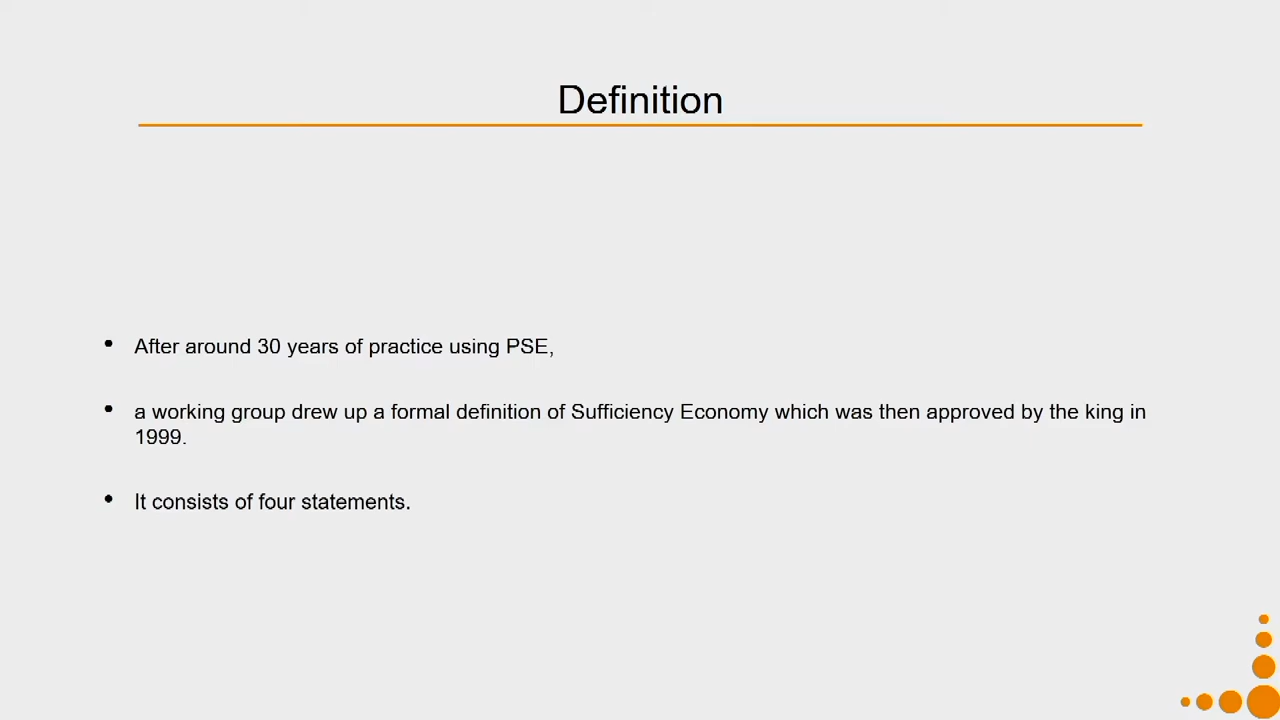 Definition
• After around 30 years of practice using PSE,
• a working group drew up a formal definition of Sufficiency Economy which was then approved by the king in
1999.
• It consists of four statements.